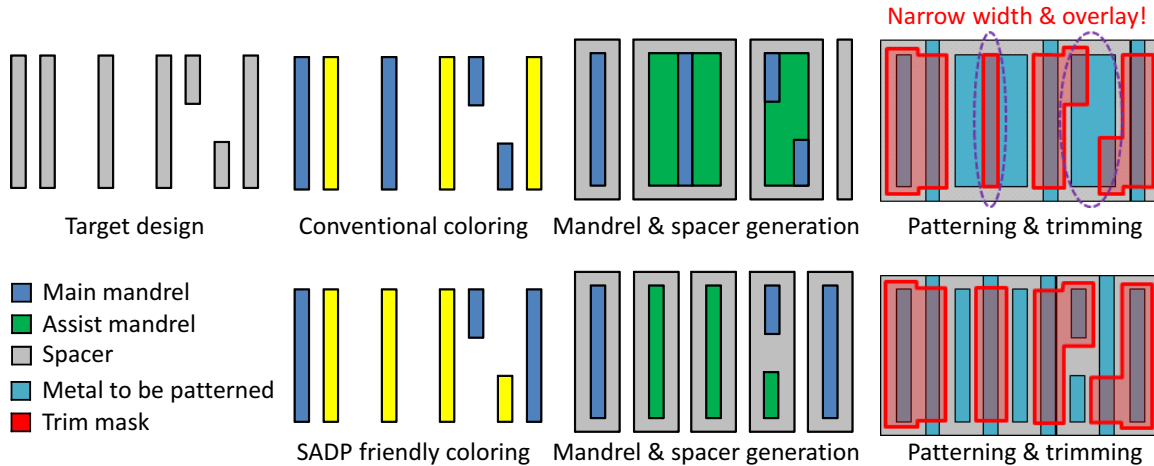 Narrow width & overlay!
Target design
Conventional coloring
Mandrel & spacer generation
Patterning & trimming
Main mandrel
Assist mandrel
Spacer
Metal to be patterned
Trim mask
SADP friendly coloring
Mandrel & spacer generation
Patterning & trimming